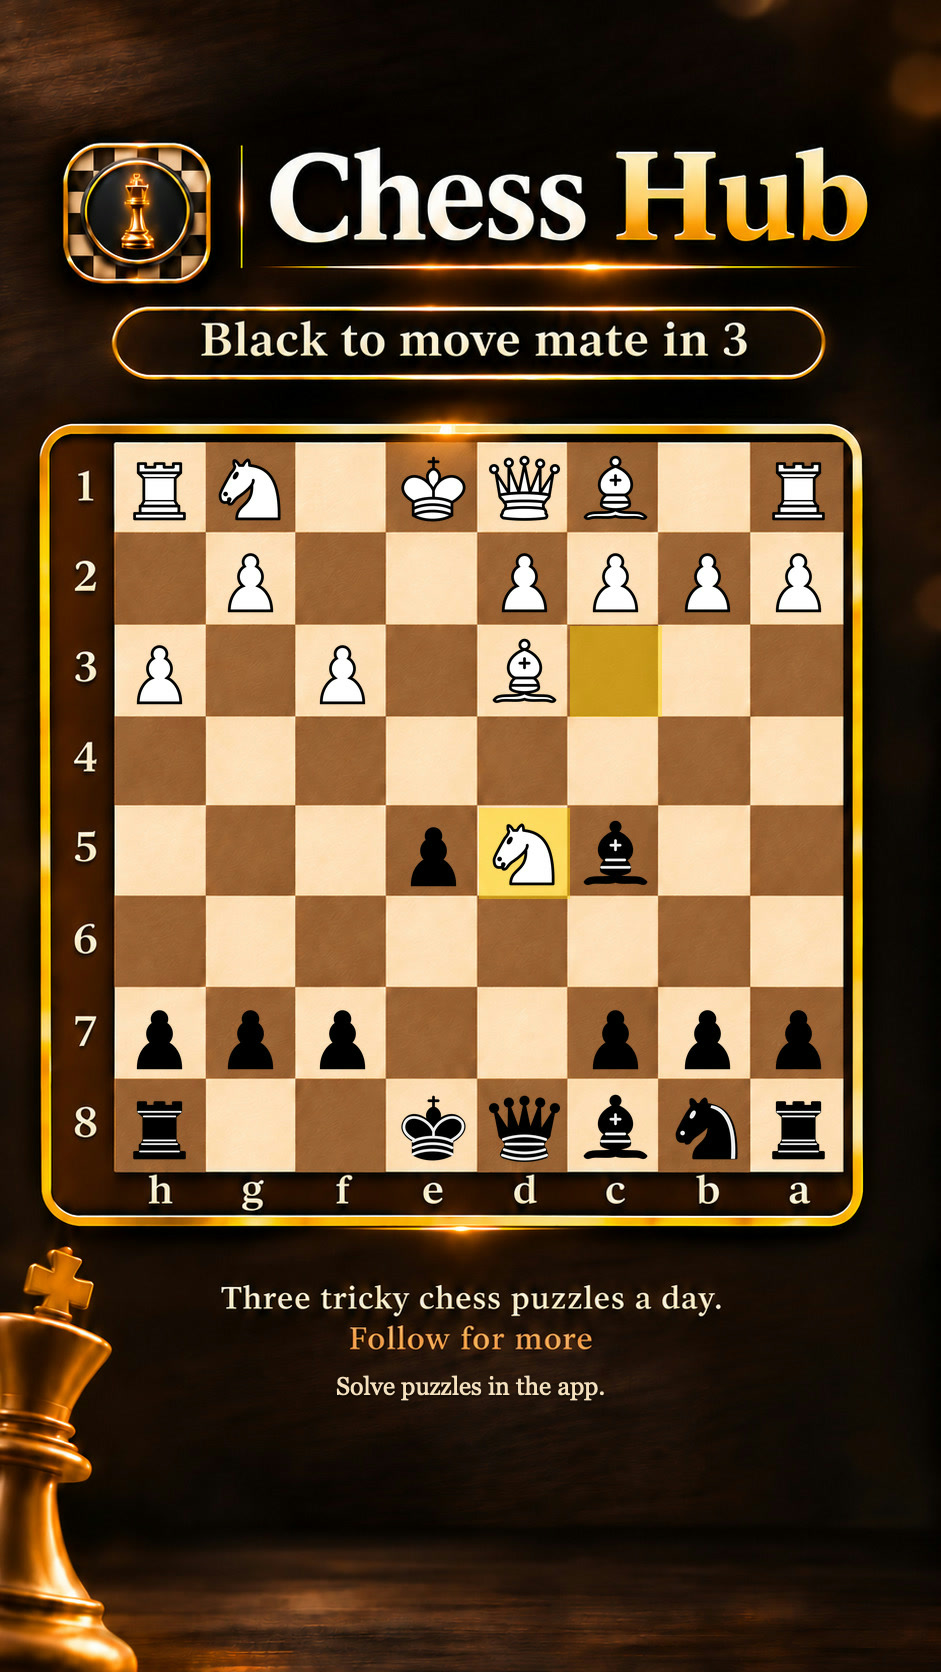 Chess Hub
Black to move mate in 3
1
2
3
4
5
6
7
8
h g f e d c b a
Three tricky chess puzzles a day.
Follow for more
Solve puzzles in the app.